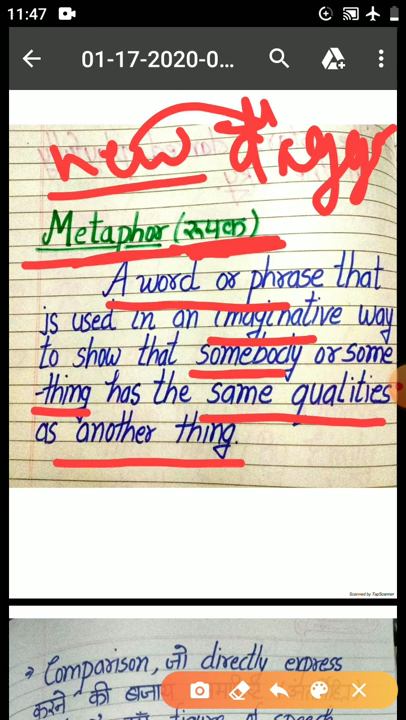 11:47
01-17-2020-0...
new
Metaphor (रूपक)
A word or phrase that
is used in an imaginative way
to show that somebody or some
-thing has the same qualities
as another thing.
Scanned by TapScanner
→ Comparison, जो directly express
करने की बजाय